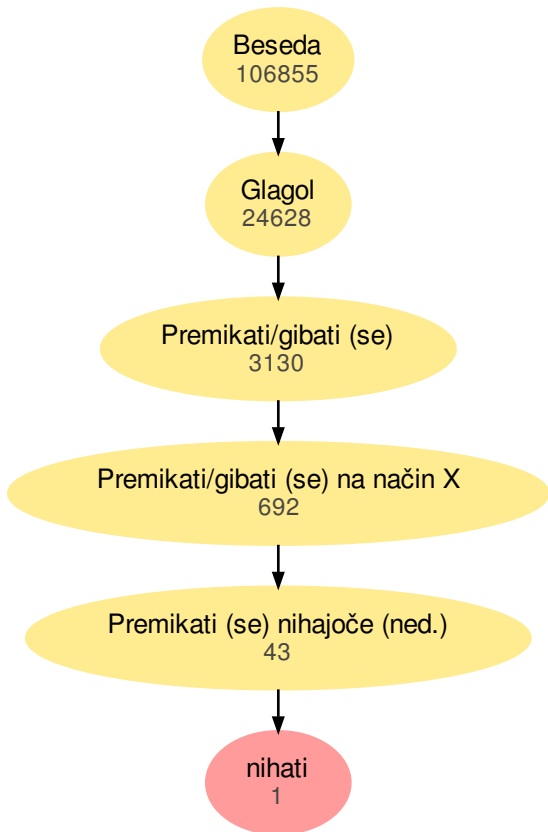 Beseda
106855
Glagol
24628
Premikati/gibati (se)
3130
Premikati/gibati (se) na način X
692
Premikati (se) nihajoče (ned.)
43
nihati
1